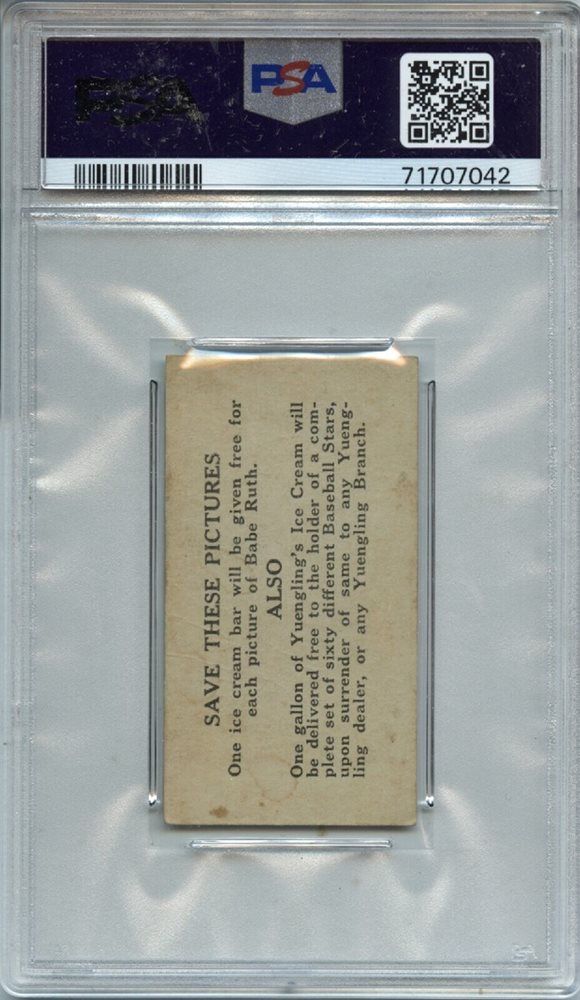 PSA
PSA
71707042
SAVE THESE PICTURES
One ice cream bar will be given free for
each picture of Babe Ruth.
ALSO
One gallon of Yuengling's Ice Cream will
be delivered free to the holder of a com-
plete set of sixty different Baseball Stars,
upon surrender of same to any Yueng-
ling dealer, or any Yuengling Branch.